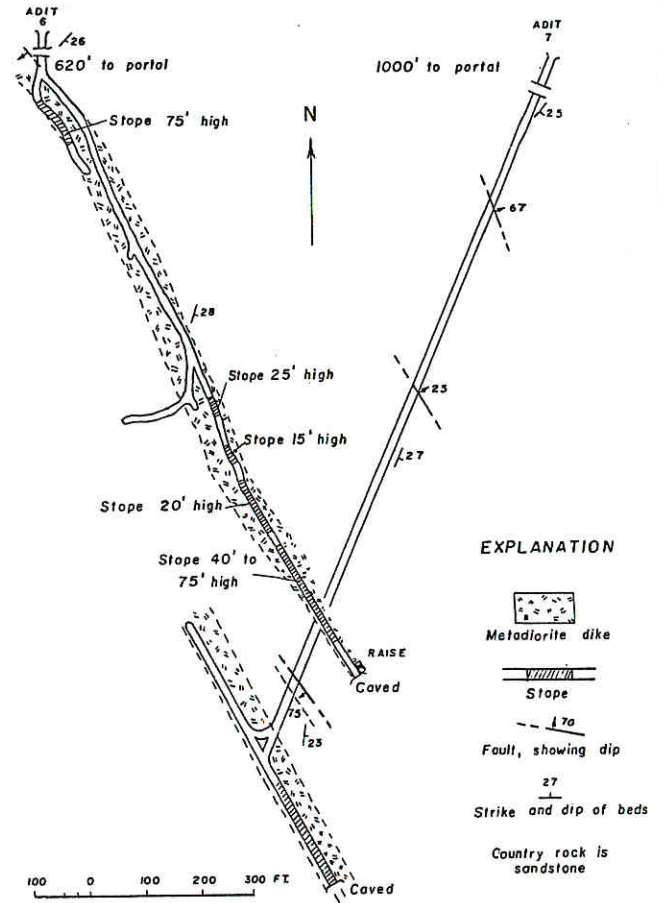 ADIT
6
26
620' to portal
Stope 75' high
N
ADIT
7
1000' to portal
25
67
28
Stope 25' high
Stope 15' high
23
27
Stope 20' high
Stope 40' to
75' high
RAISE
Caved
75
23
Caved
100 0 100 200 300 FT.
EXPLANATION
Metadiorite dike
Stope
70
Fault, showing dip
27
Strike and dip of beds
Country rock is
sandstone